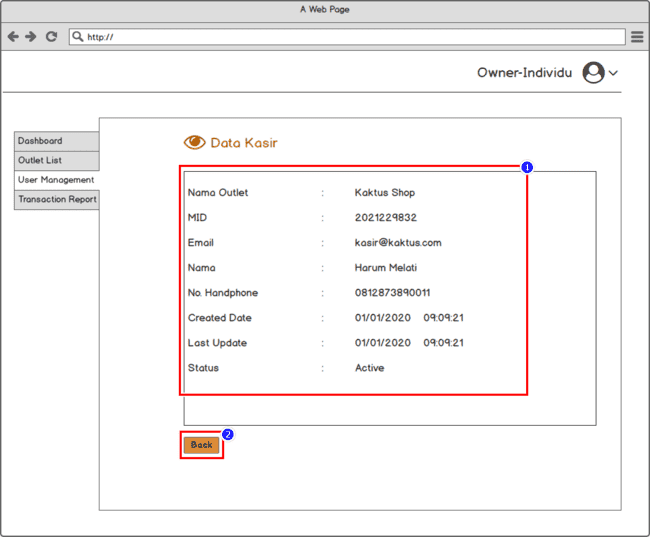 A Web Page
http://
Owner-Individu
Dashboard
Outlet List
User Management
Transaction Report
Data Kasir
1
Nama Outlet : Kaktus Shop
MID : 2021229832
Email : kasir@kaktus.com
Nama : Harum Melati
No. Handphone : 0812873890011
Created Date : 01/01/2020 09:09:21
Last Update : 01/01/2020 09:09:21
Status : Active
2
Back